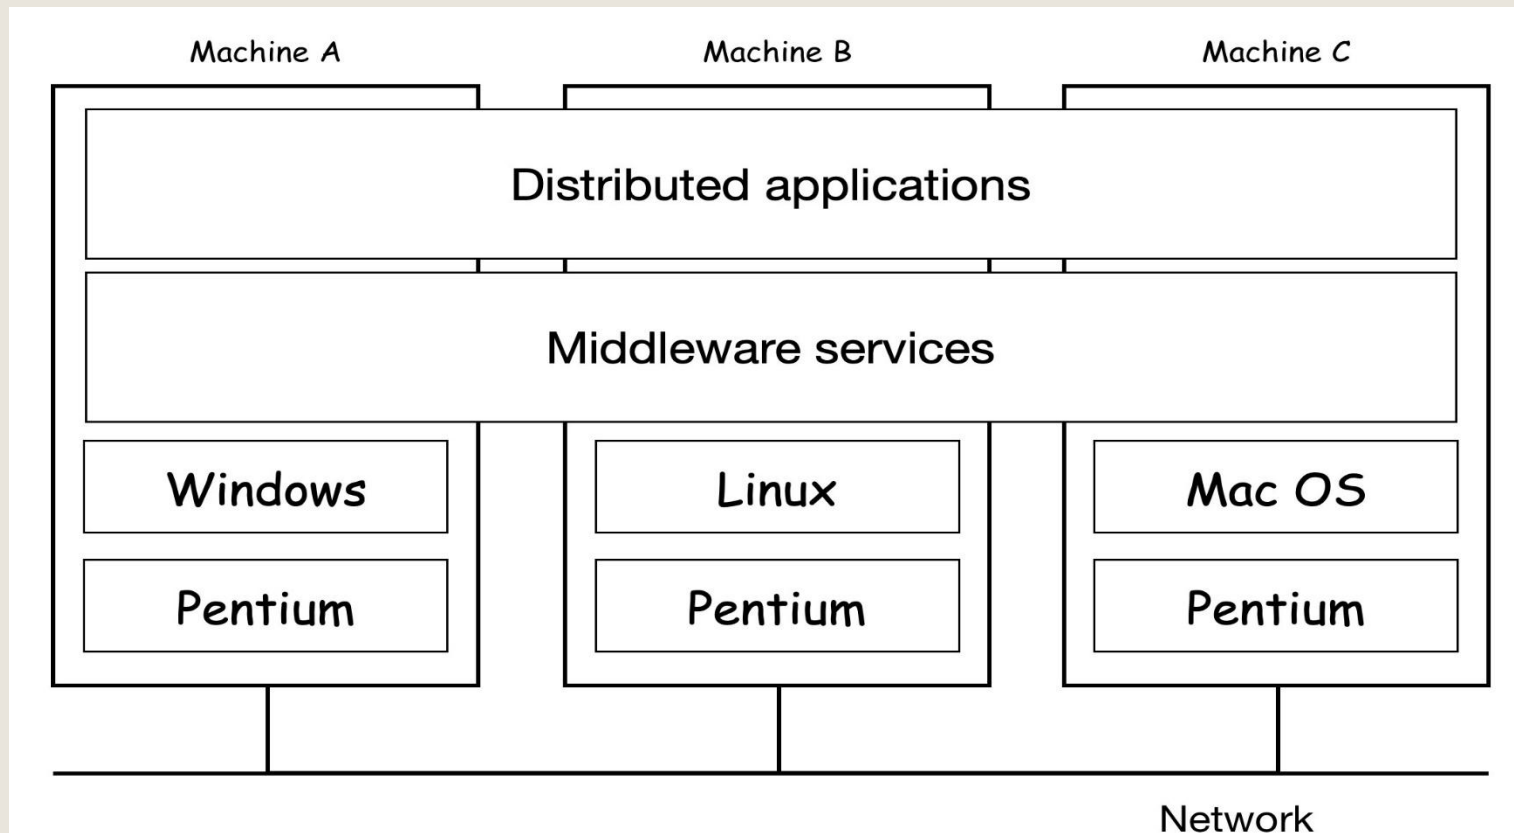 Machine A
Machine B
Machine C
Distributed applications
Middleware services
Windows
Linux
Mac OS
Pentium
Pentium
Pentium
Network